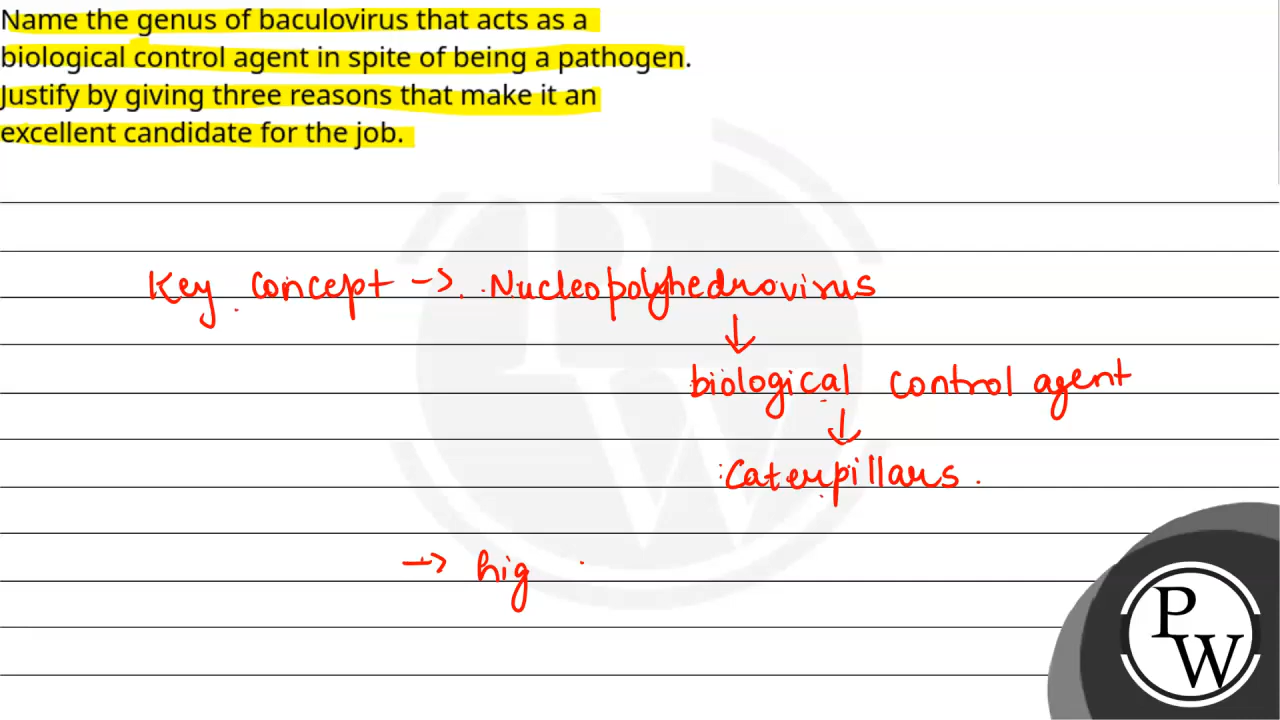 Name the genus of baculovirus that acts as a
biological control agent in spite of being a pathogen.
Justify by giving three reasons that make it an
excellent candidate for the job.
Key concept -> Nucleopolyhedrovirus
↓
biological control agent
↓
Caterpillars.
-> hig
P
W